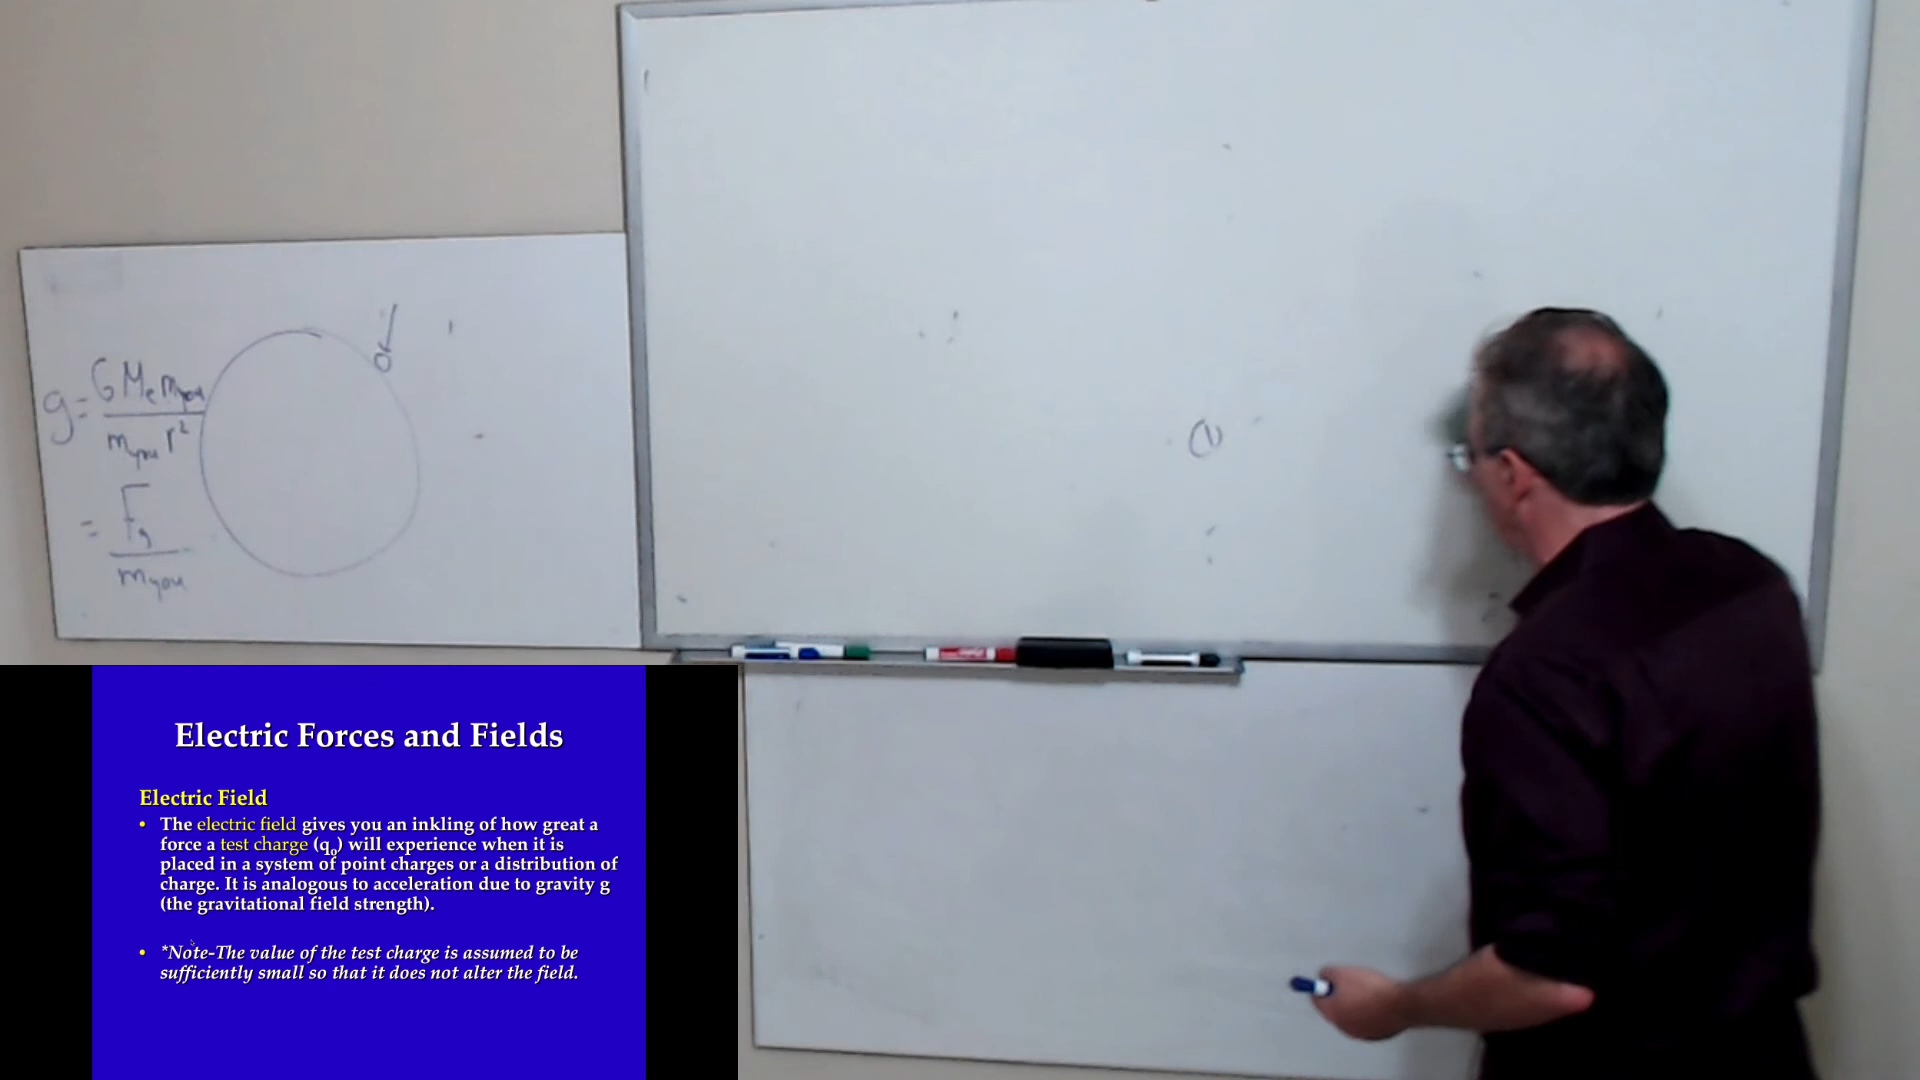 g = G Me myou
myou r²
= Fg
myou
(1)
Electric Forces and Fields
Electric Field
• The electric field gives you an inkling of how great a
force a test charge (qo) will experience when it is
placed in a system of point charges or a distribution of
charge. It is analogous to acceleration due to gravity g
(the gravitational field strength).
• *Note-The value of the test charge is assumed to be
sufficiently small so that it does not alter the field.